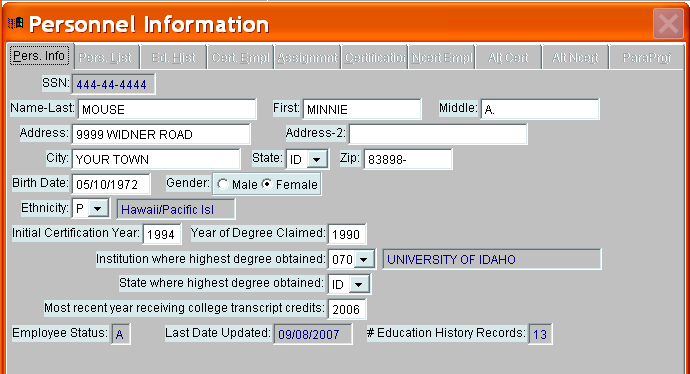 Personnel Information
Pers. Info Pers. List Ed. Hist Cert. Empl Assignmnt Certification Ncert Empl Alt Cert Alt Ncert ParaProf
SSN: 444-44-4444
Name-Last: MOUSE First: MINNIE Middle: A.
Address: 9999 WIDNER ROAD Address-2:
City: YOUR TOWN State: ID Zip: 83898-
Birth Date: 05/10/1972 Gender: Male Female
Ethnicity: P Hawaii/Pacific Isl
Initial Certification Year: 1994 Year of Degree Claimed: 1990
Institution where highest degree obtained: 070 UNIVERSITY OF IDAHO
State where highest degree obtained: ID
Most recent year receiving college transcript credits: 2006
Employee Status: A Last Date Updated: 09/08/2007 # Education History Records: 13